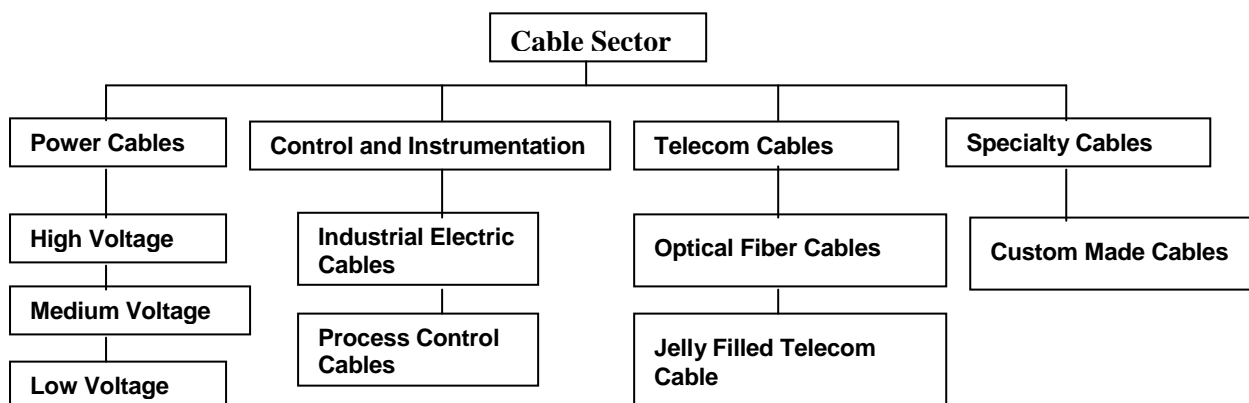 Cable Sector
Power Cables
Control and Instrumentation
Telecom Cables
Specialty Cables
High Voltage
Industrial Electric
Cables
Optical Fiber Cables
Custom Made Cables
Medium Voltage
Process Control
Cables
Jelly Filled Telecom
Cable
Low Voltage